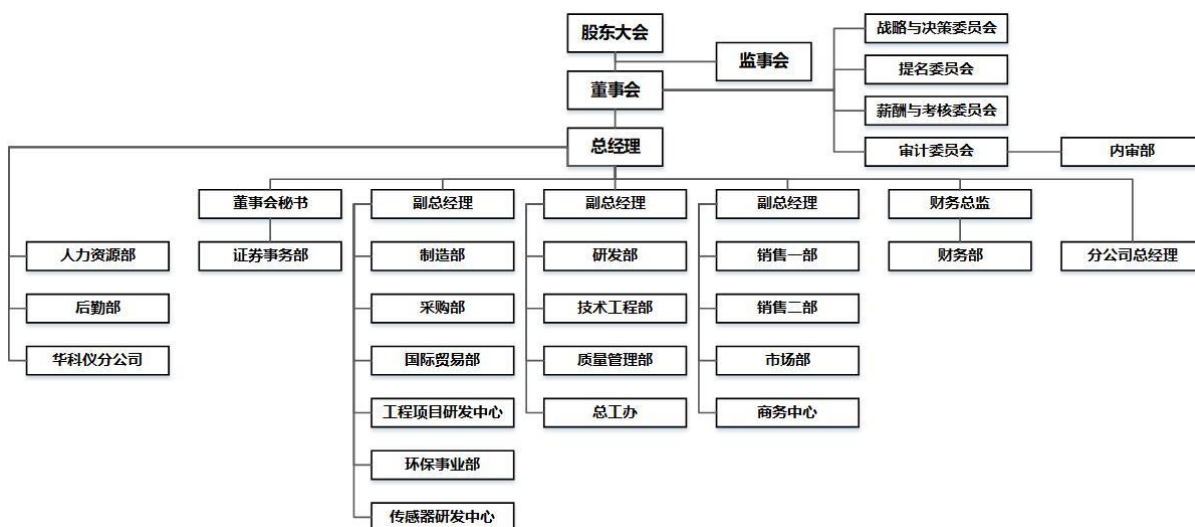 股东大会
监事会
董事会
总经理
战略与决策委员会
提名委员会
薪酬与考核委员会
审计委员会
内审部
董事会秘书
副总经理
副总经理
副总经理
财务总监
人力资源部
证券事务部
制造部
研发部
销售一部
财务部
分公司总经理
后勤部
采购部
技术工程部
销售二部
华科仪分公司
国际贸易部
质量管理部
市场部
工程项目研发中心
总工办
商务中心
环保事业部
传感器研发中心